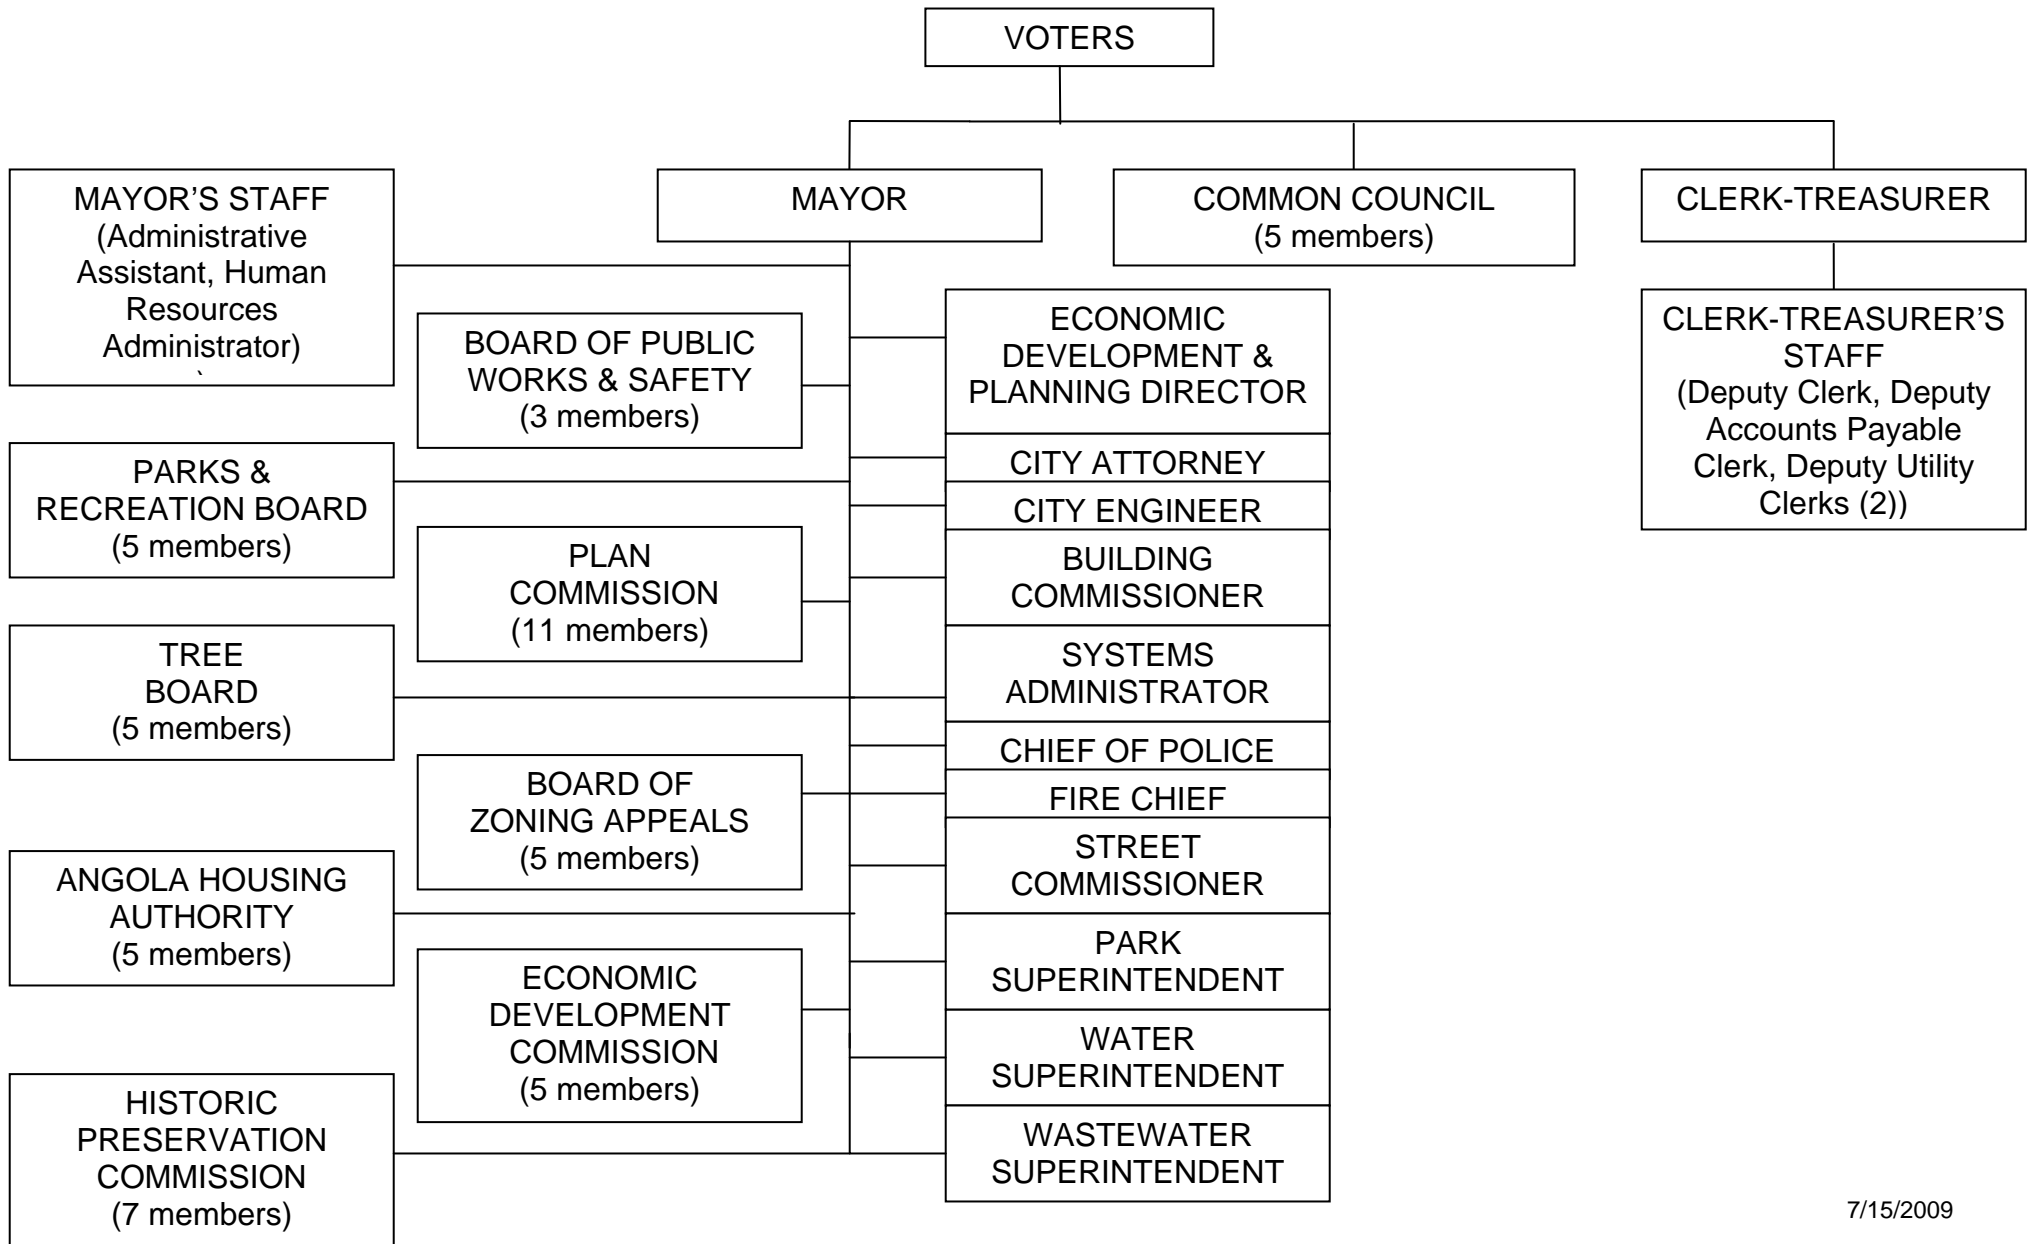 VOTERS
MAYOR'S STAFF
(Administrative
Assistant, Human
Resources
Administrator)
MAYOR
COMMON COUNCIL
(5 members)
CLERK-TREASURER
BOARD OF PUBLIC
WORKS & SAFETY
(3 members)
ECONOMIC
DEVELOPMENT &
PLANNING DIRECTOR
CLERK-TREASURER'S
STAFF
(Deputy Clerk, Deputy
Accounts Payable
Clerk, Deputy Utility
Clerks (2))
PARKS &
RECREATION BOARD
(5 members)
CITY ATTORNEY
CITY ENGINEER
PLAN
COMMISSION
(11 members)
BUILDING
COMMISSIONER
TREE
BOARD
(5 members)
SYSTEMS
ADMINISTRATOR
CHIEF OF POLICE
BOARD OF
ZONING APPEALS
(5 members)
FIRE CHIEF
STREET
COMMISSIONER
ANGOLA HOUSING
AUTHORITY
(5 members)
PARK
SUPERINTENDENT
ECONOMIC
DEVELOPMENT
COMMISSION
(5 members)
WATER
SUPERINTENDENT
HISTORIC
PRESERVATION
COMMISSION
(7 members)
WASTEWATER
SUPERINTENDENT
7/15/2009